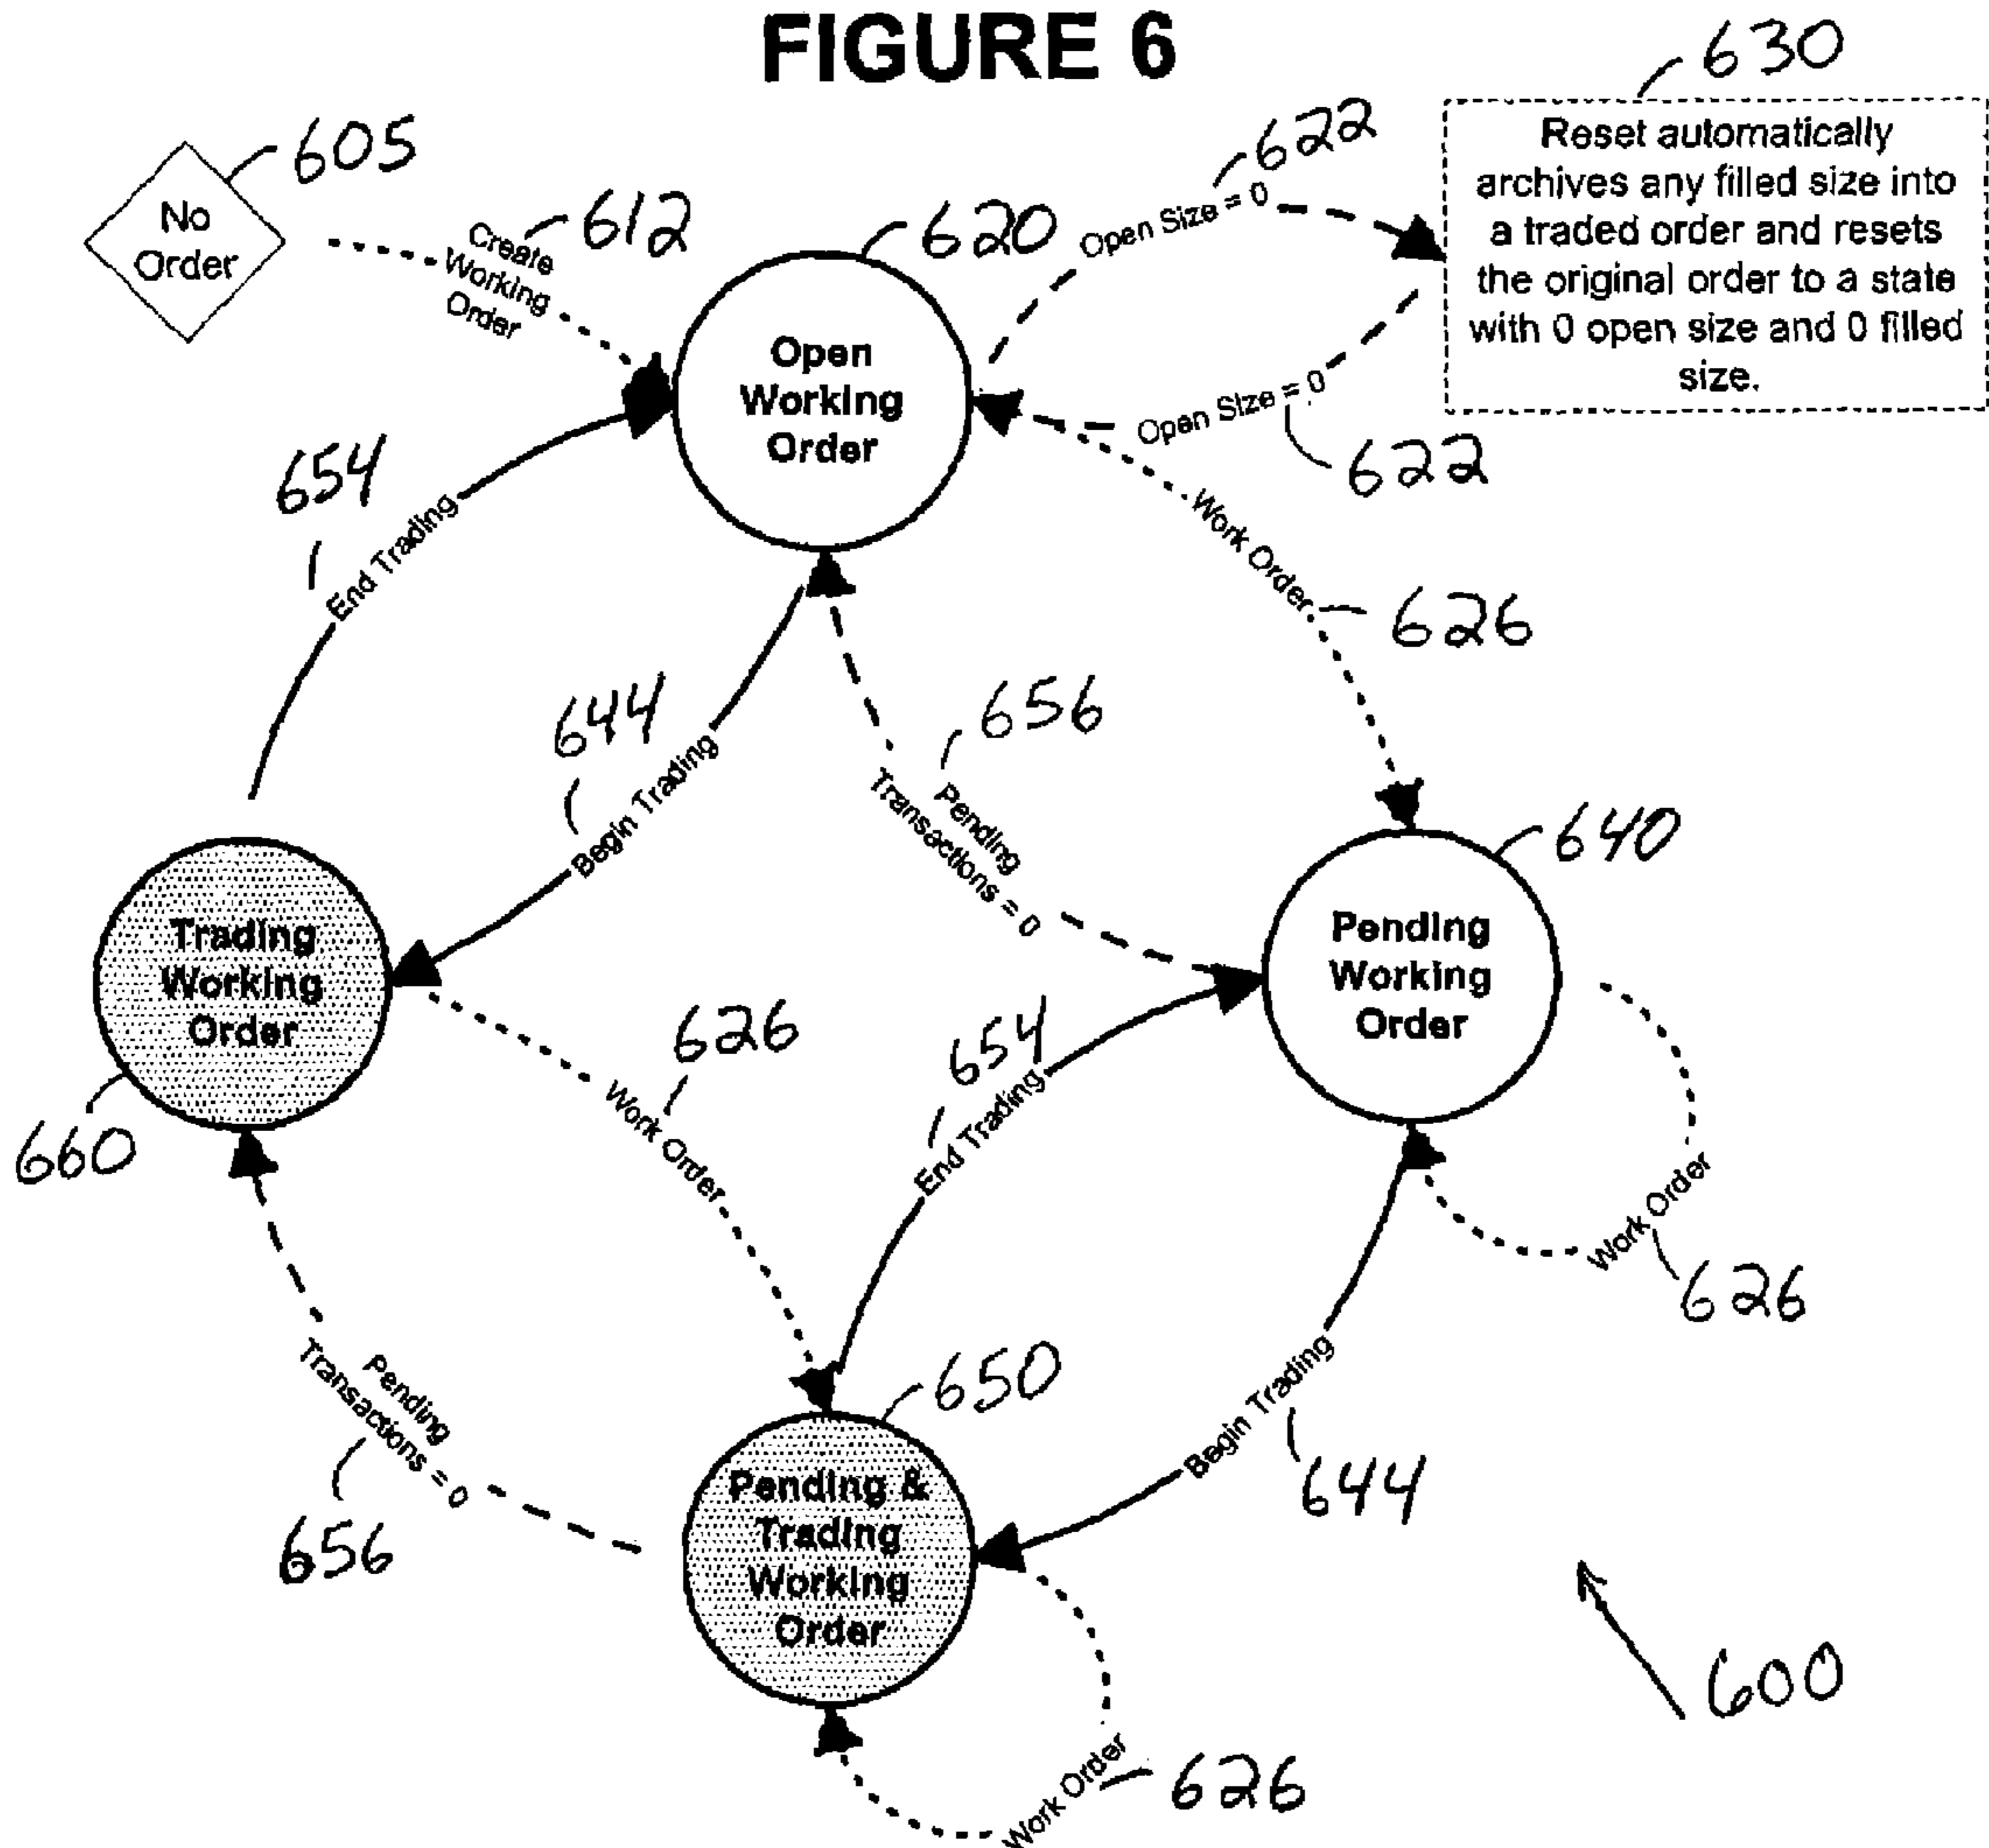 FIGURE 6
630
605
No
Order
612
Create
Working
Order
620
Open
Working
Order
622
Open Size = 0
Reset automatically
archives any filled size into
a traded order and resets
the original order to a state
with 0 open size and 0 filled
size.
Open Size = 0
622
654
End Trading
Work Order
626
644
Begin Trading
656
Pending
Transactions = 0
640
Pending
Working
Order
Trading
Working
Order
660
626
Work Order
654
End Trading
Work Order
626
Pending
Transactions = 0
656
650
Pending &
Trading
Working
Order
Begin Trading
644
Work Order
626
600